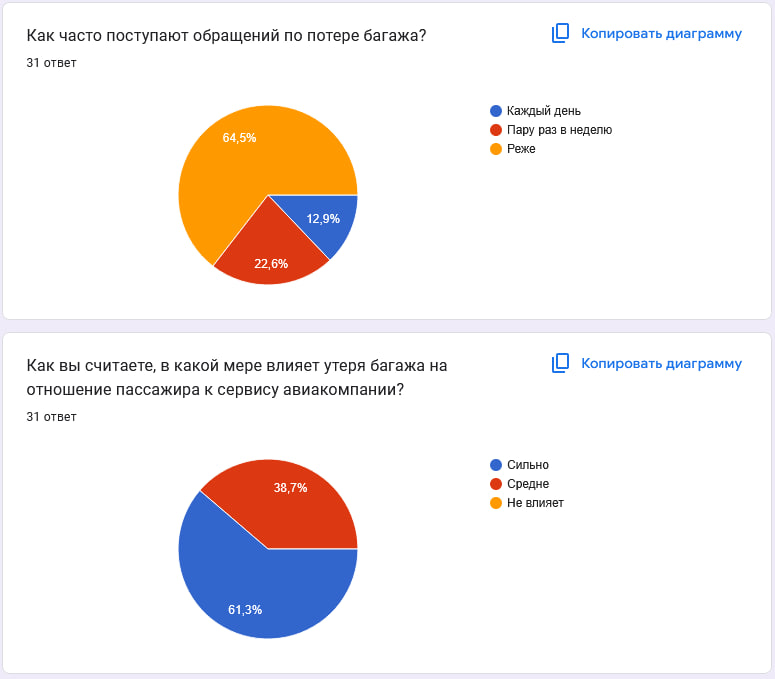 Как часто поступают обращений по потере багажа?
Копировать диаграмму
31 ответ
64,5%
12,9%
22,6%
Каждый день
Пару раз в неделю
Реже
Как вы считаете, в какой мере влияет утеря багажа на
отношение пассажира к сервису авиакомпании?
Копировать диаграмму
31 ответ
38,7%
61,3%
Сильно
Средне
Не влияет